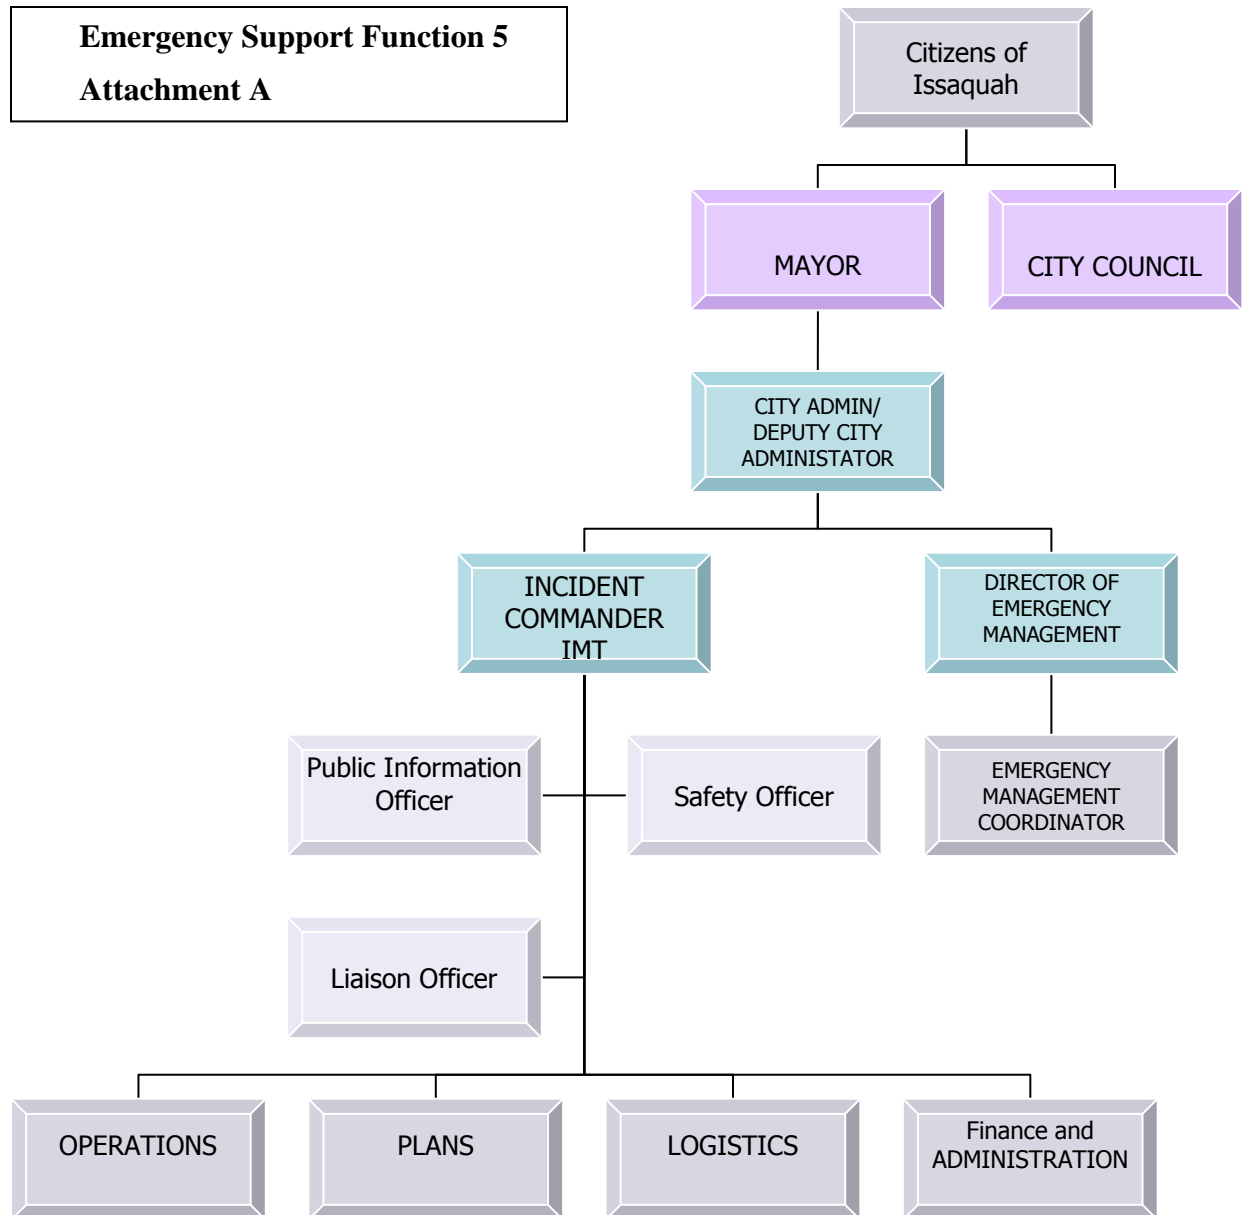 Emergency Support Function 5
Attachment A
Citizens of
Issaquah
MAYOR
CITY COUNCIL
CITY ADMIN/
DEPUTY CITY
ADMINISTATOR
INCIDENT
COMMANDER
IMT
DIRECTOR OF
EMERGENCY
MANAGEMENT
Public Information
Officer
Safety Officer
EMERGENCY
MANAGEMENT
COORDINATOR
Liaison Officer
OPERATIONS
PLANS
LOGISTICS
Finance and
ADMINISTRATION